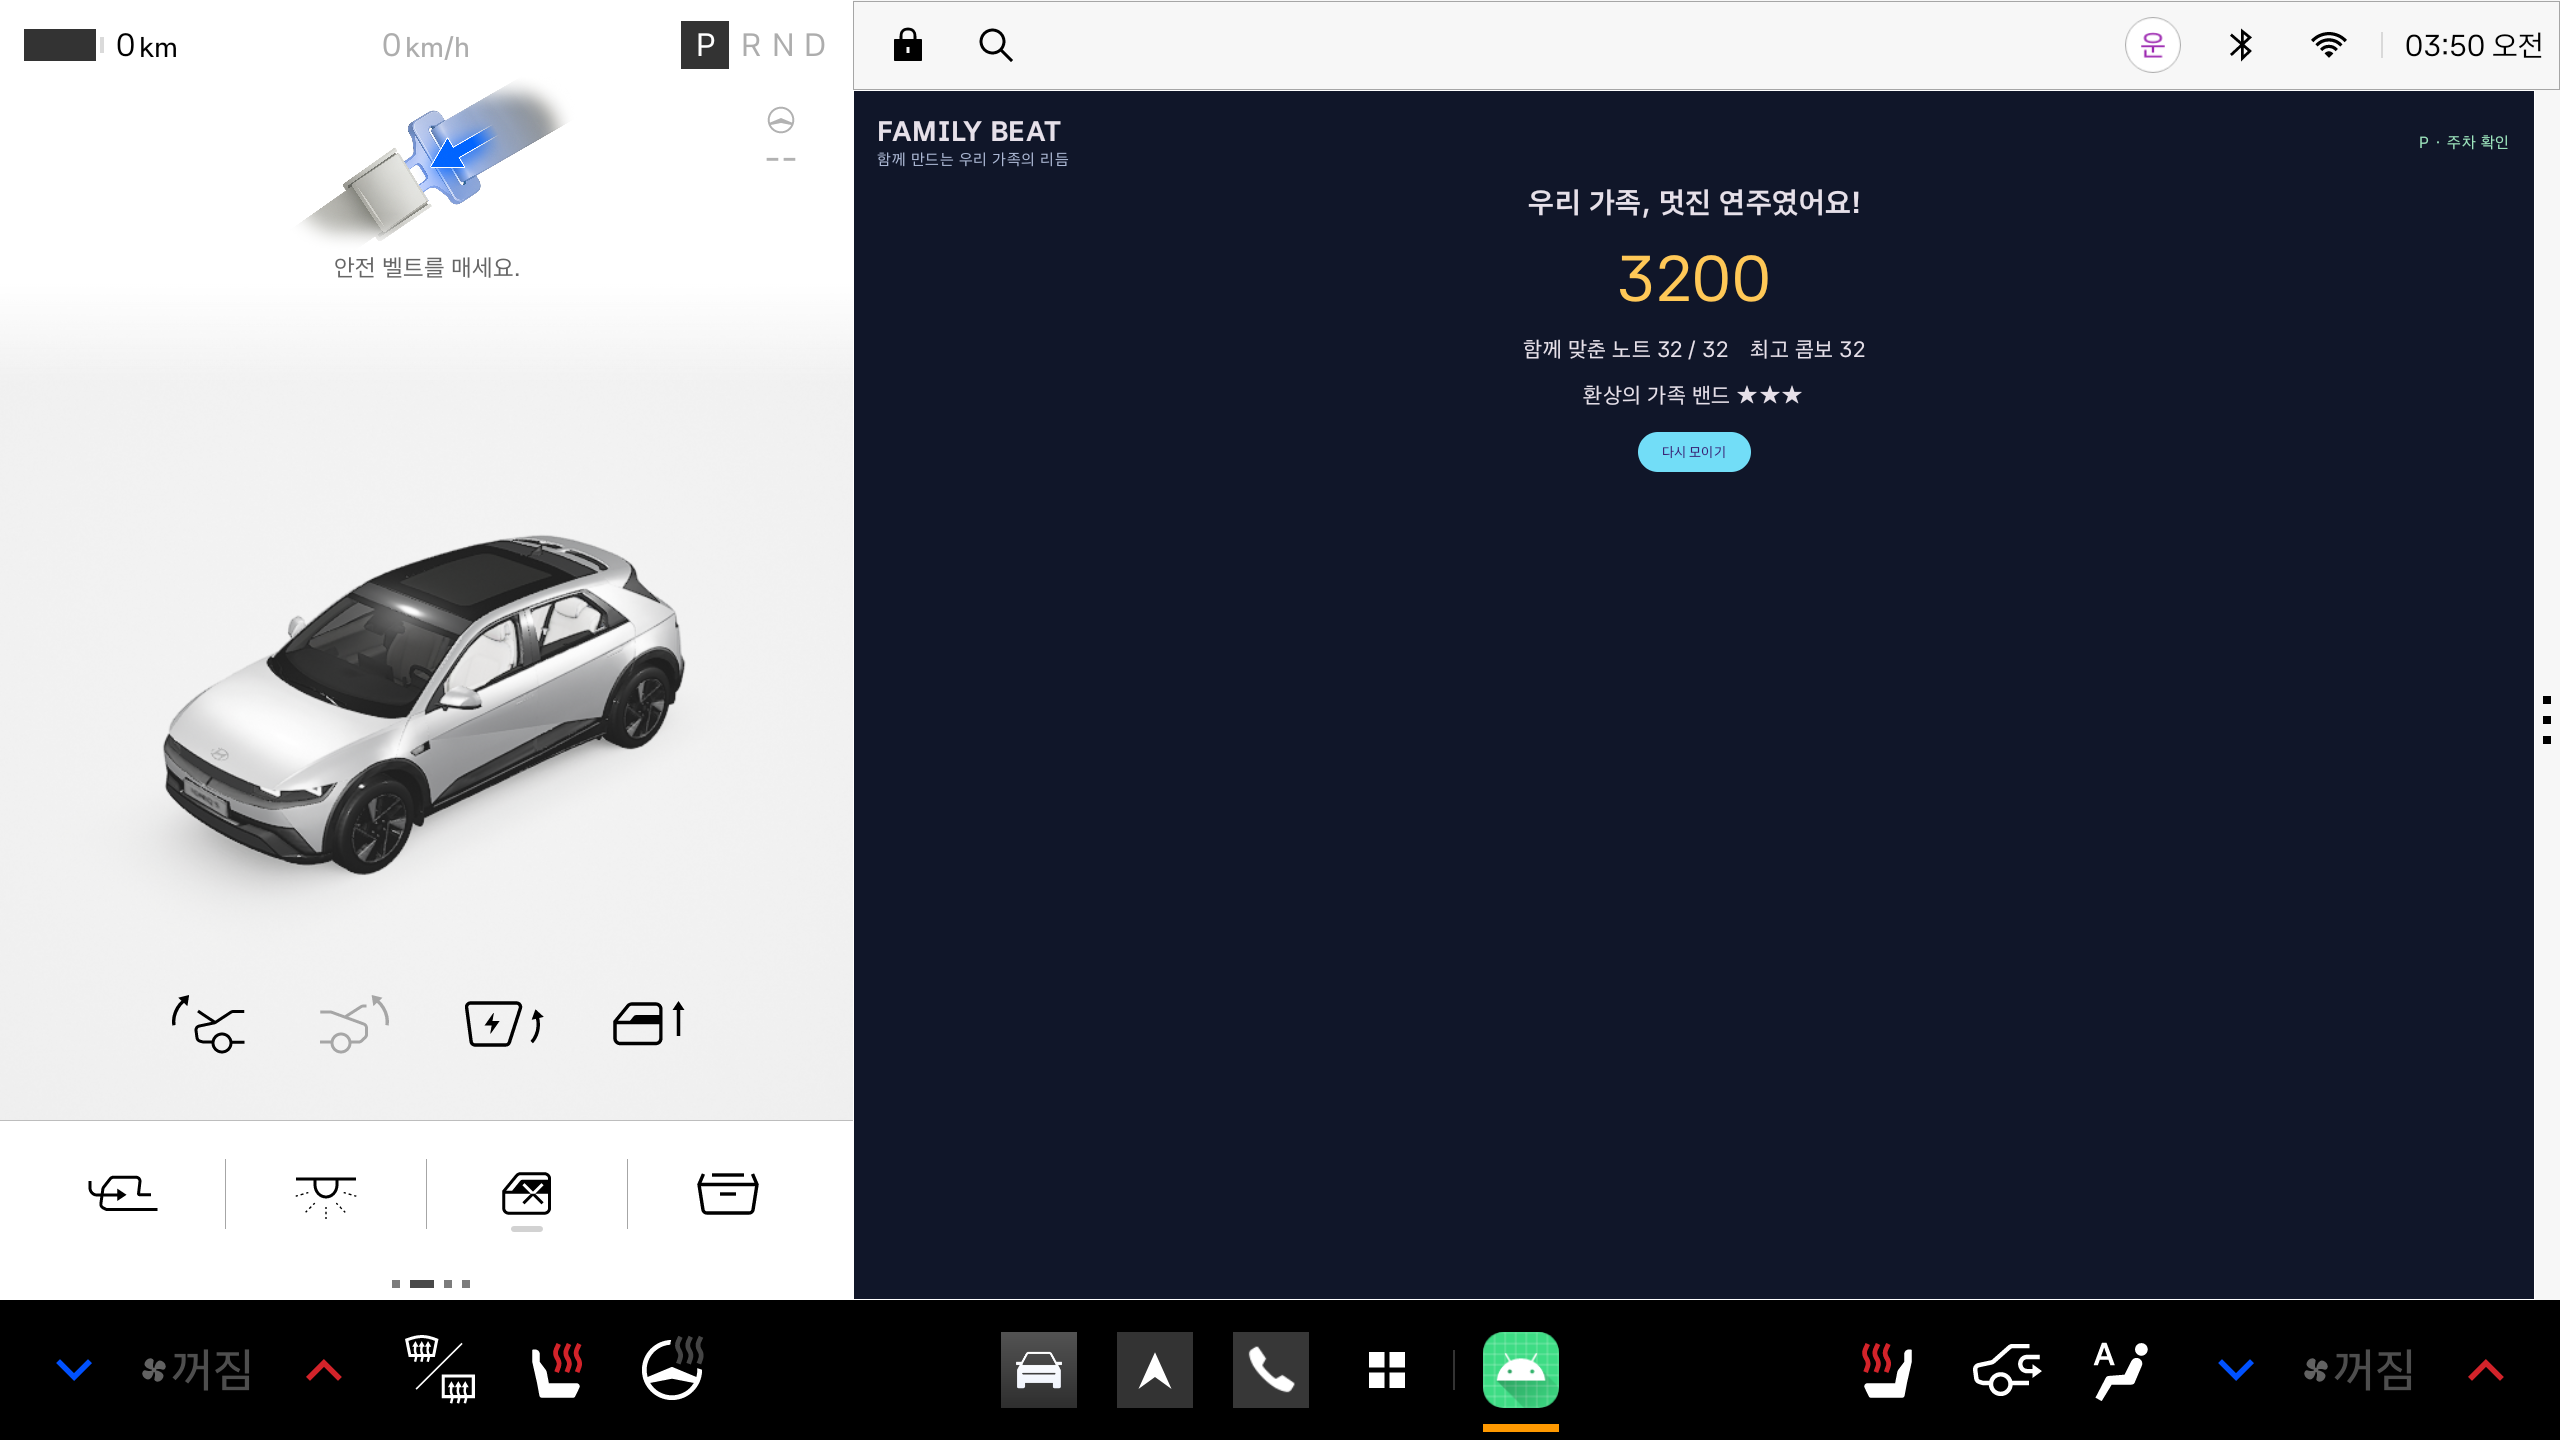 0 km
0 km/h
P R N D
안전 벨트를 매세요.
운
03:50 오전
FAMILY BEAT
함께 만드는 우리 가족의 리듬
P · 주차 확인
우리 가족, 멋진 연주였어요!
3200
함께 맞춘 노트 32 / 32 최고 콤보 32
환상의 가족 밴드 ★★★
다시 모이기
꺼짐
A
꺼짐